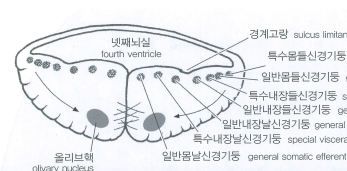 넷째뇌실
fourth ventricle
경계고랑 sulcus limitan
특수몸들신경기둥
일반몸들신경기둥
특수내장들신경기둥 s
일반내장들신경기둥 ge
일반내장날신경기둥 general
특수내장날신경기둥 special viscera
일반몸날신경기둥 general somatic efferent
올리브핵
olivary nucleus